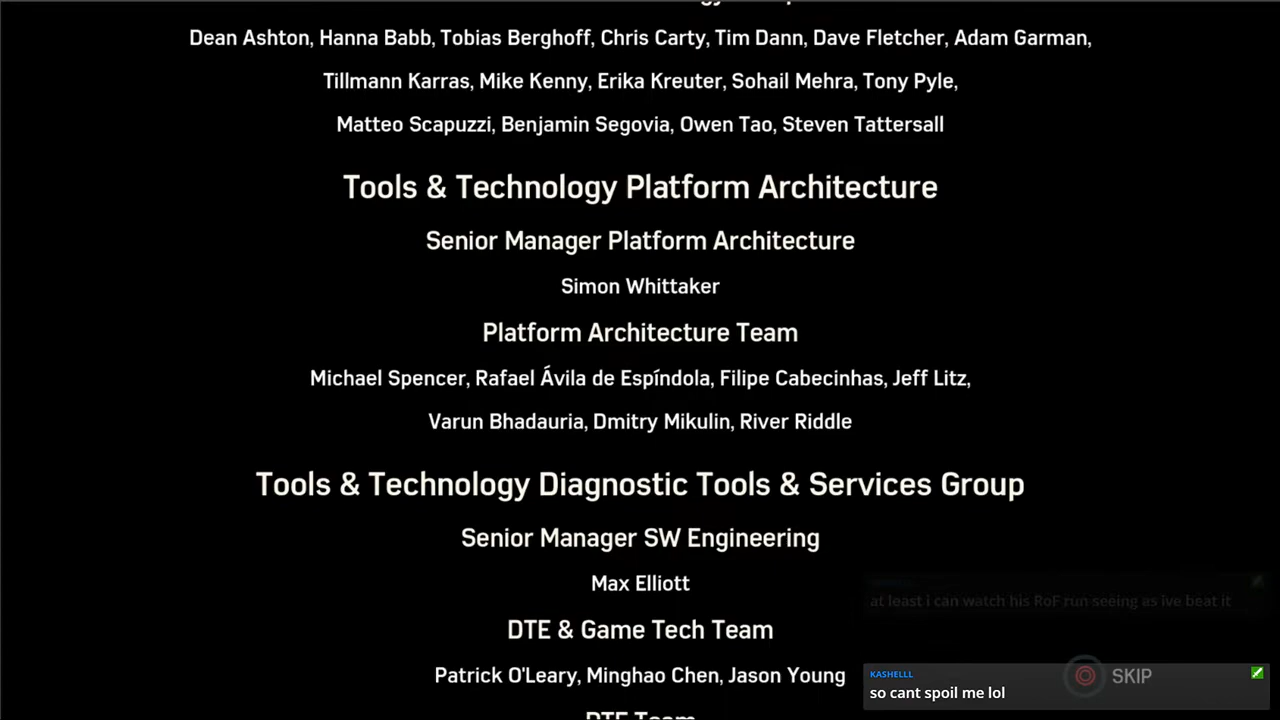 Dean Ashton, Hanna Babb, Tobias Berghoff, Chris Carty, Tim Dann, Dave Fletcher, Adam Garman,
Tillmann Karras, Mike Kenny, Erika Kreuter, Sohail Mehra, Tony Pyle,
Matteo Scapuzzi, Benjamin Segovia, Owen Tao, Steven Tattersall
Tools & Technology Platform Architecture
Senior Manager Platform Architecture
Simon Whittaker
Platform Architecture Team
Michael Spencer, Rafael Ávila de Espíndola, Filipe Cabecinhas, Jeff Litz,
Varun Bhadauria, Dmitry Mikulin, River Riddle
Tools & Technology Diagnostic Tools & Services Group
Senior Manager SW Engineering
Max Elliott
at least i can watch his RoF run seeing as ive beat it
DTE & Game Tech Team
Patrick O'Leary, Minghao Chen, Jason Young
KASHELLL
so cant spoil me lol
SKIP
Team